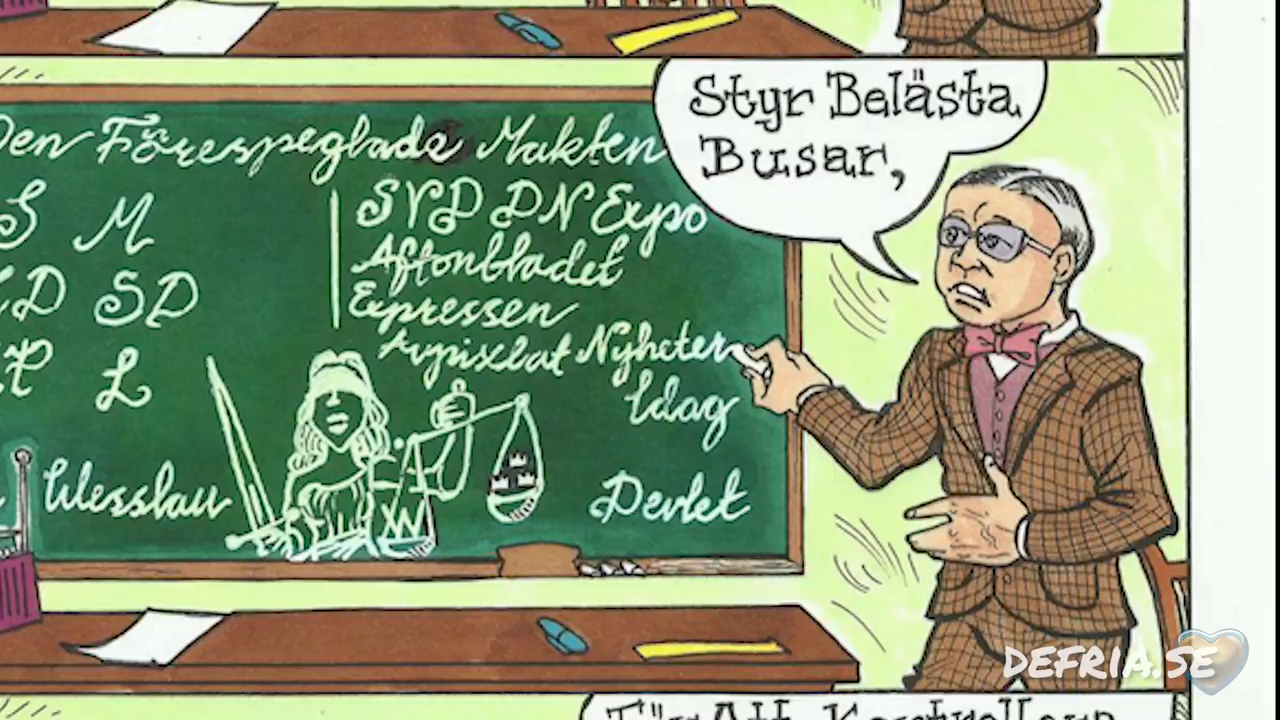 Styr Belästa
Busar,
Den Förespeglade Makten
S M
D SD
L
SVD DN Expo
Aftonbladet
Expressen
Avpixlat Nyheter
Idag
Wesslau
Devlet
DEFRIA.SE